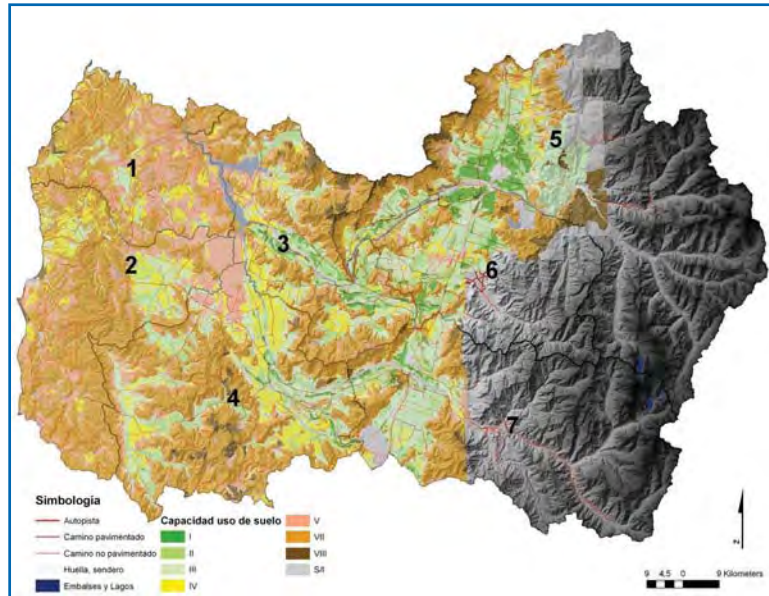 1
5
3
2
6
4
7
Simbología
Autopista
Camino pavimentado
Camino no pavimentado
Huella, sendero
Embalses y Lagos
Capacidad uso de suelo
I
II
III
IV
V
VII
VIII
S/I
N
9 4,5 0 9 Kilometers